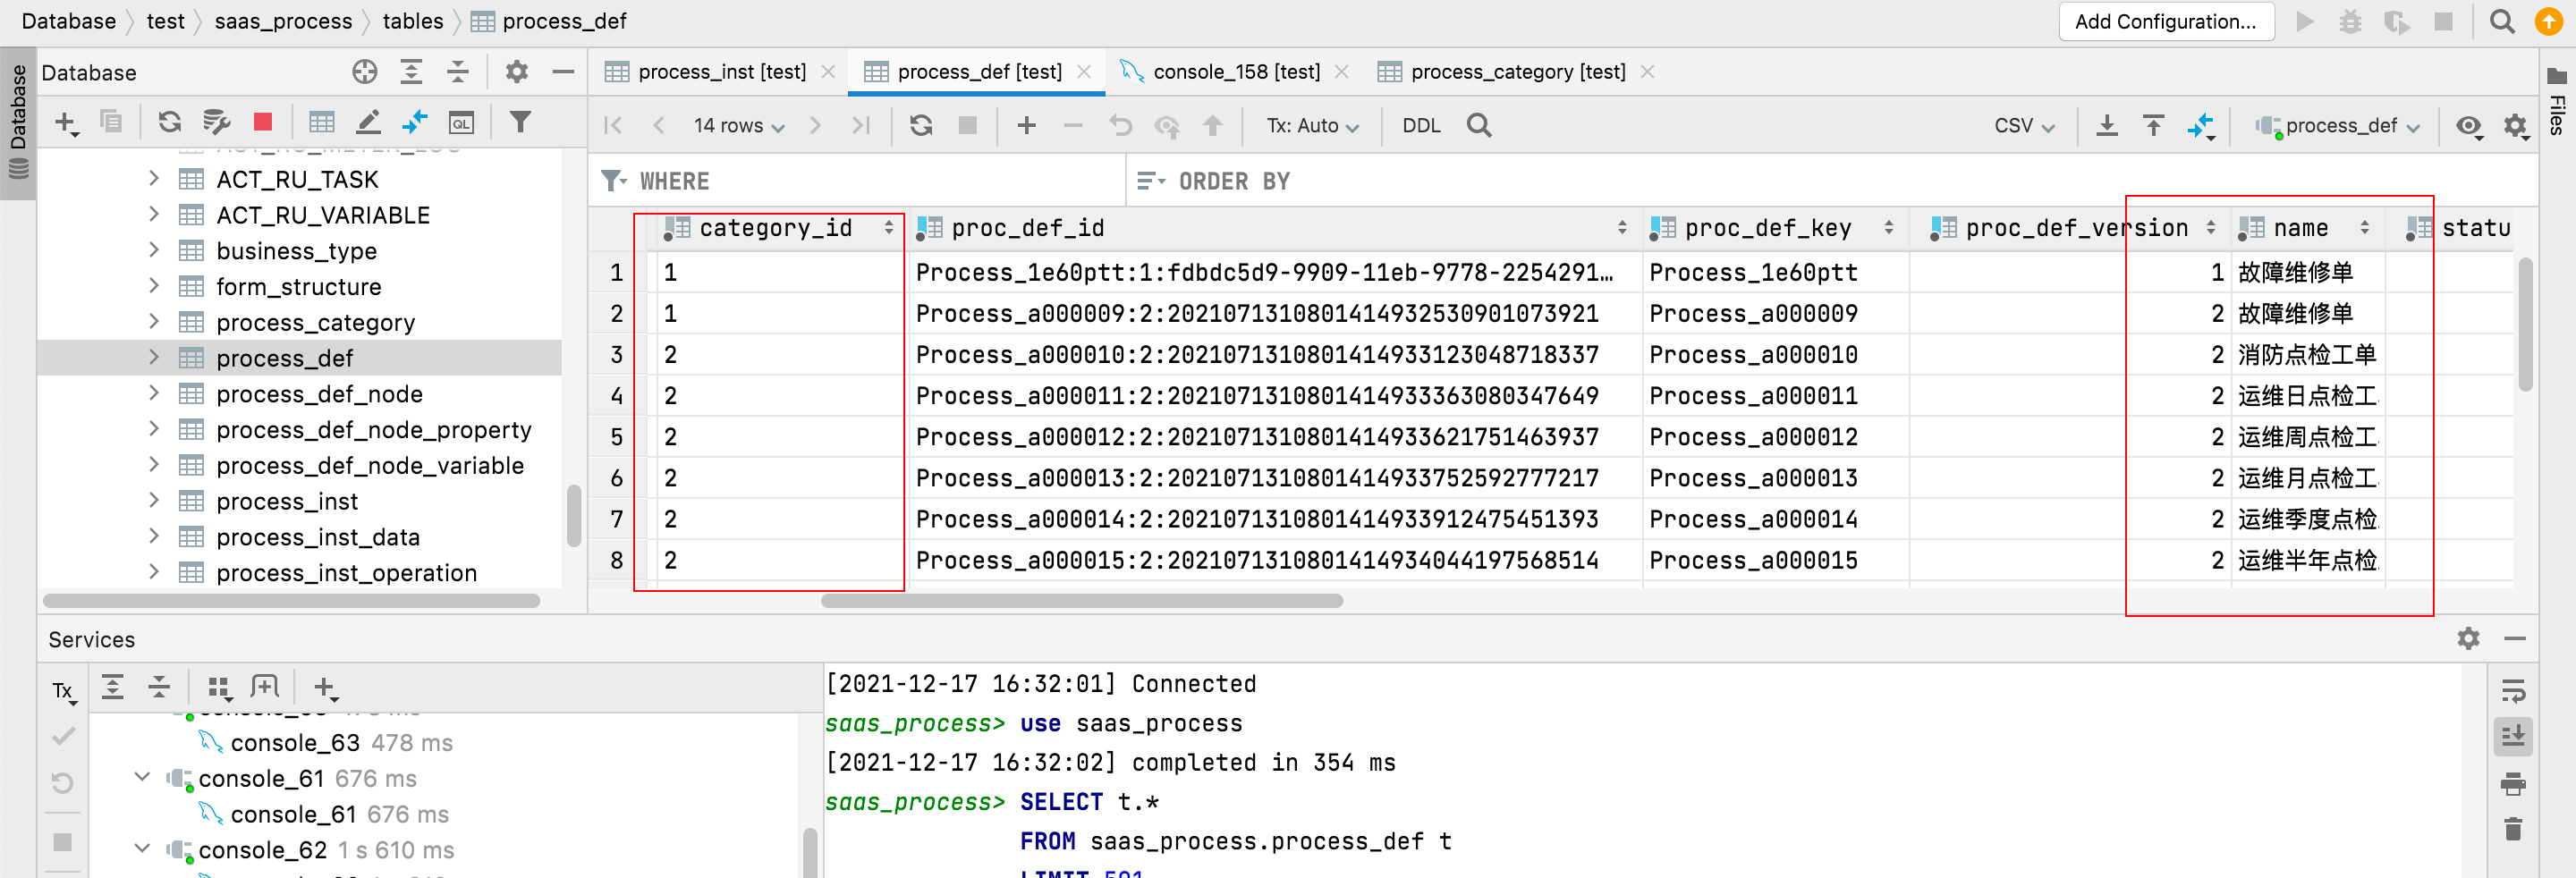 Database test saas_process tables process_def Add Configuration...
Database
Database
Files
process_inst [test] process_def [test] console_158 [test] process_category [test]
14 rows Tx: Auto DDL CSV process_def
WHERE ORDER BY
ACT_RU_TASK
ACT_RU_VARIABLE
business_type
form_structure
process_category
process_def
process_def_node
process_def_node_property
process_def_node_variable
process_inst
process_inst_data
process_inst_operation
category_id proc_def_id proc_def_key proc_def_version name statu
1 1 Process_1e60ptt:1:fdbdc5d9-9909-11eb-9778-2254291… Process_1e60ptt 1 故障维修单
2 1 Process_a000009:2:20210713108014149325309010​73921 Process_a000009 2 故障维修单
3 2 Process_a000010:2:2021071310801414933123048718337 Process_a000010 2 消防点检工单
4 2 Process_a000011:2:2021071310801414933363080347649 Process_a000011 2 运维日点检工
5 2 Process_a000012:2:2021071310801414933621751463937 Process_a000012 2 运维周点检工
6 2 Process_a000013:2:2021071310801414933752592777217 Process_a000013 2 运维月点检工
7 2 Process_a000014:2:2021071310801414933912475451393 Process_a000014 2 运维季度点检
8 2 Process_a000015:2:2021071310801414934044197568514 Process_a000015 2 运维半年点检
Services
Tx
console_63 478 ms
console_61 676 ms
console_61 676 ms
console_62 1 s 610 ms
[2021-12-17 16:32:01] Connected
saas_process> use saas_process
[2021-12-17 16:32:02] completed in 354 ms
saas_process> SELECT t.*
FROM saas_process.process_def t
LIMIT 501